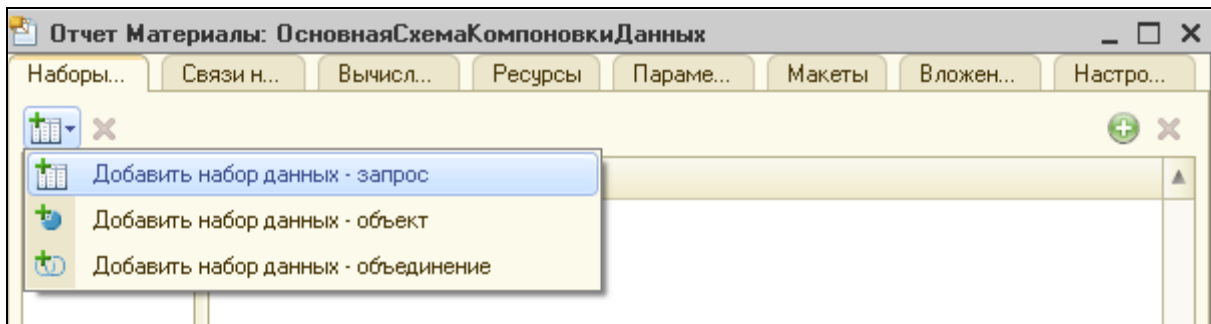 Отчет Материалы: ОсновнаяСхемаКомпоновкиДанных
Наборы... Связи н... Вычисл... Ресурсы Параме... Макеты Вложен... Настро...
Добавить набор данных - запрос
Добавить набор данных - объект
Добавить набор данных - объединение